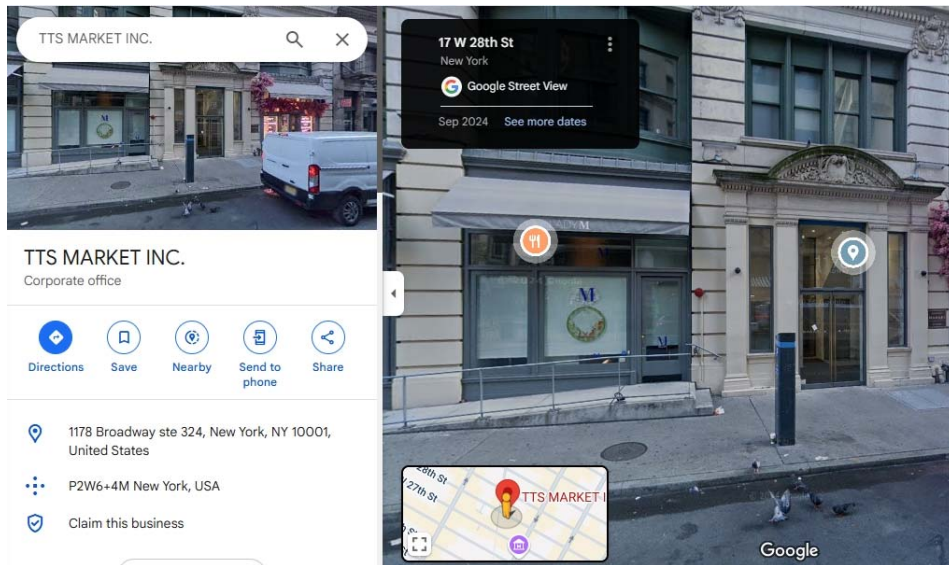 TTS MARKET INC.
TTS MARKET INC.
Corporate office
Directions
Save
Nearby
Send to
phone
Share
1178 Broadway ste 324, New York, NY 10001,
United States
P2W6+4M New York, USA
Claim this business
17 W 28th St
New York
Google Street View
Sep 2024 See more dates
LADY M
M
M
28th St
27th St
TTS MARKET I
Google